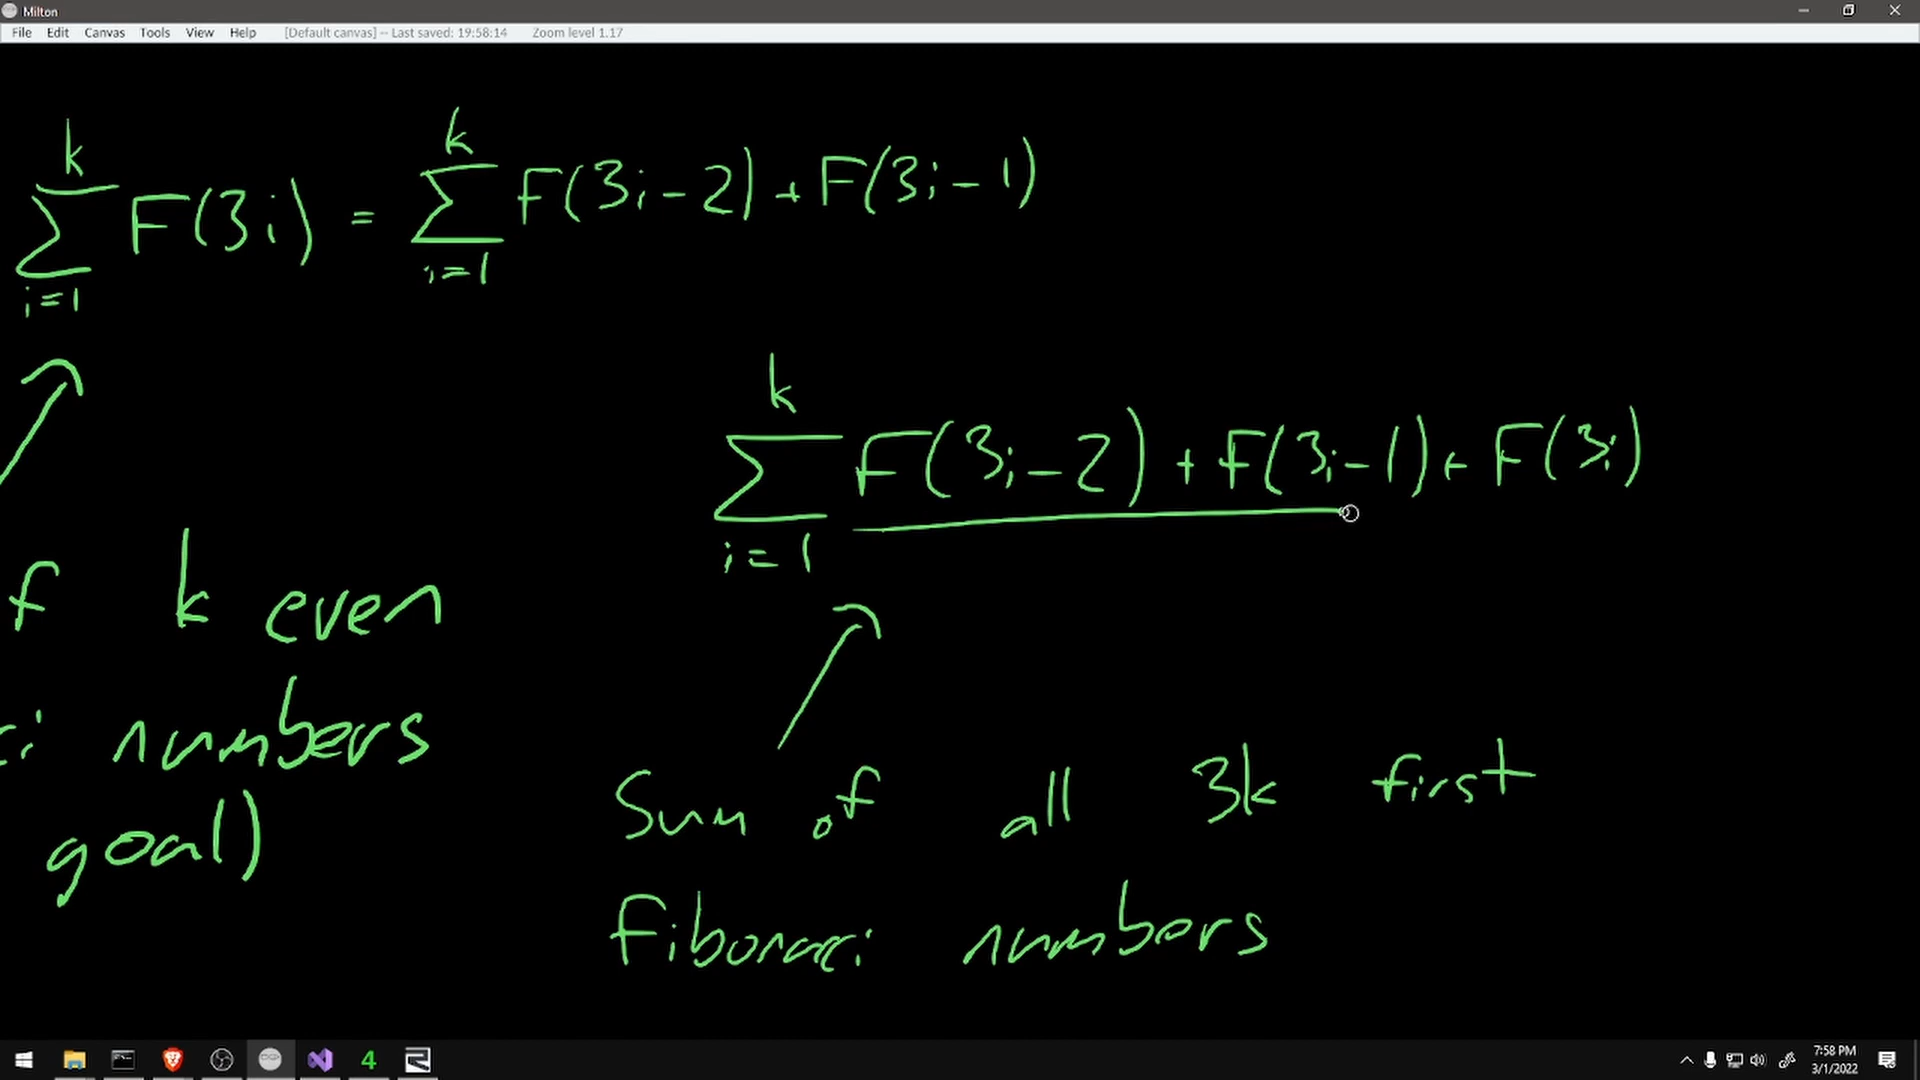 Milton
File Edit Canvas Tools View Help [Default canvas] -- Last saved: 19:58:14 Zoom level 1.17
k
∑ F(3i) = ∑ F(3i-2) + F(3i-1)
i=1
k
i=1
k
∑ F(3i-2) + F(3i-1) + F(3i)
i=1
f k even
ci numbers
goal)
Sum of all 3k first
Fibonacci numbers
4
7:58 PM
3/1/2022